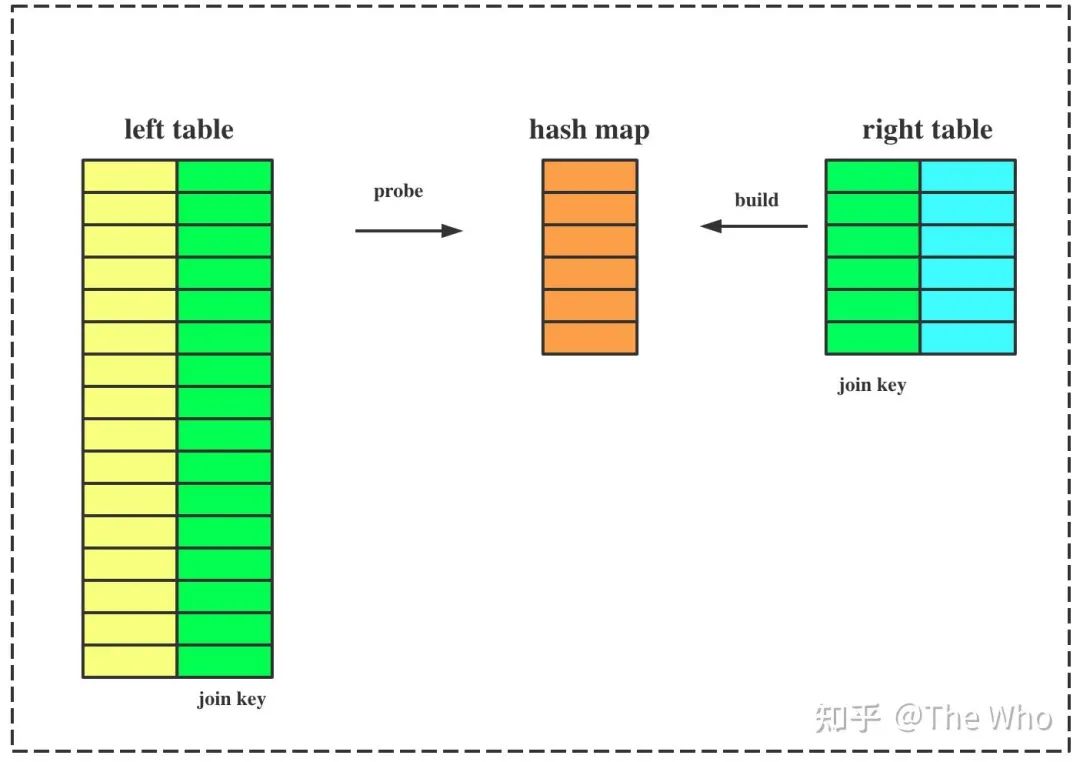 left table
hash map
right table
probe
build
join key
join key
知乎 @The Who